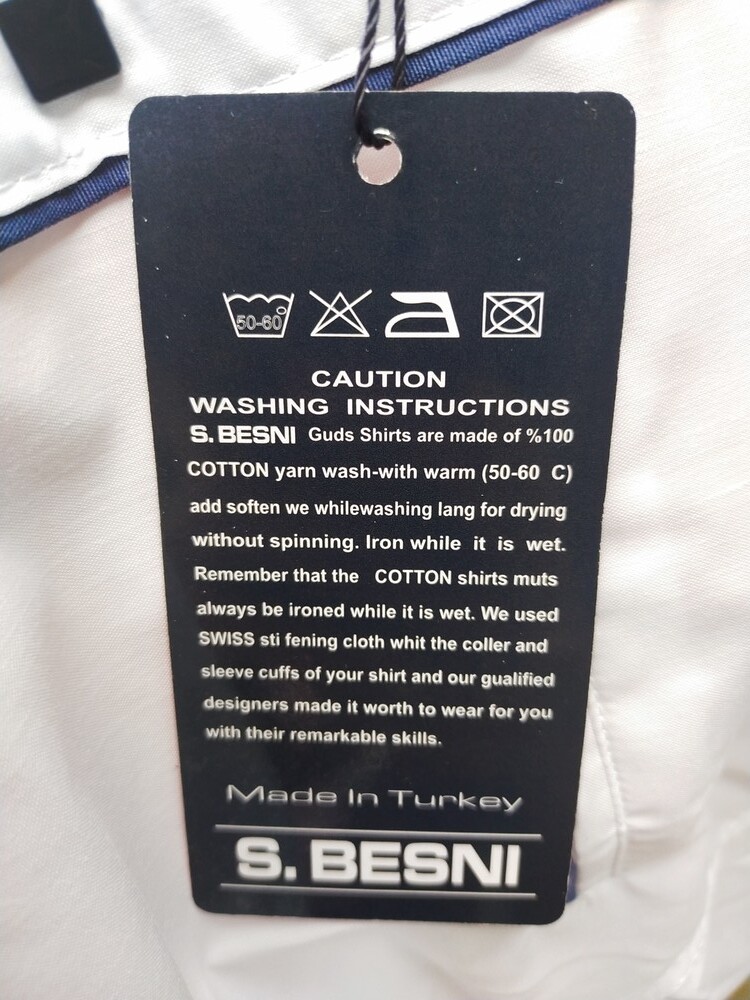 50-60°
CAUTION
WASHING INSTRUCTIONS
S. BESNI Guds Shirts are made of %100
COTTON yarn wash-with warm (50-60 C)
add soften we whilewashing lang for drying
without spinning. Iron while it is wet.
Remember that the COTTON shirts muts
always be ironed while it is wet. We used
SWISS sti fening cloth whit the coller and
sleeve cuffs of your shirt and our gualified
designers made it worth to wear for you
with their remarkable skills.
Made In Turkey
S. BESNI